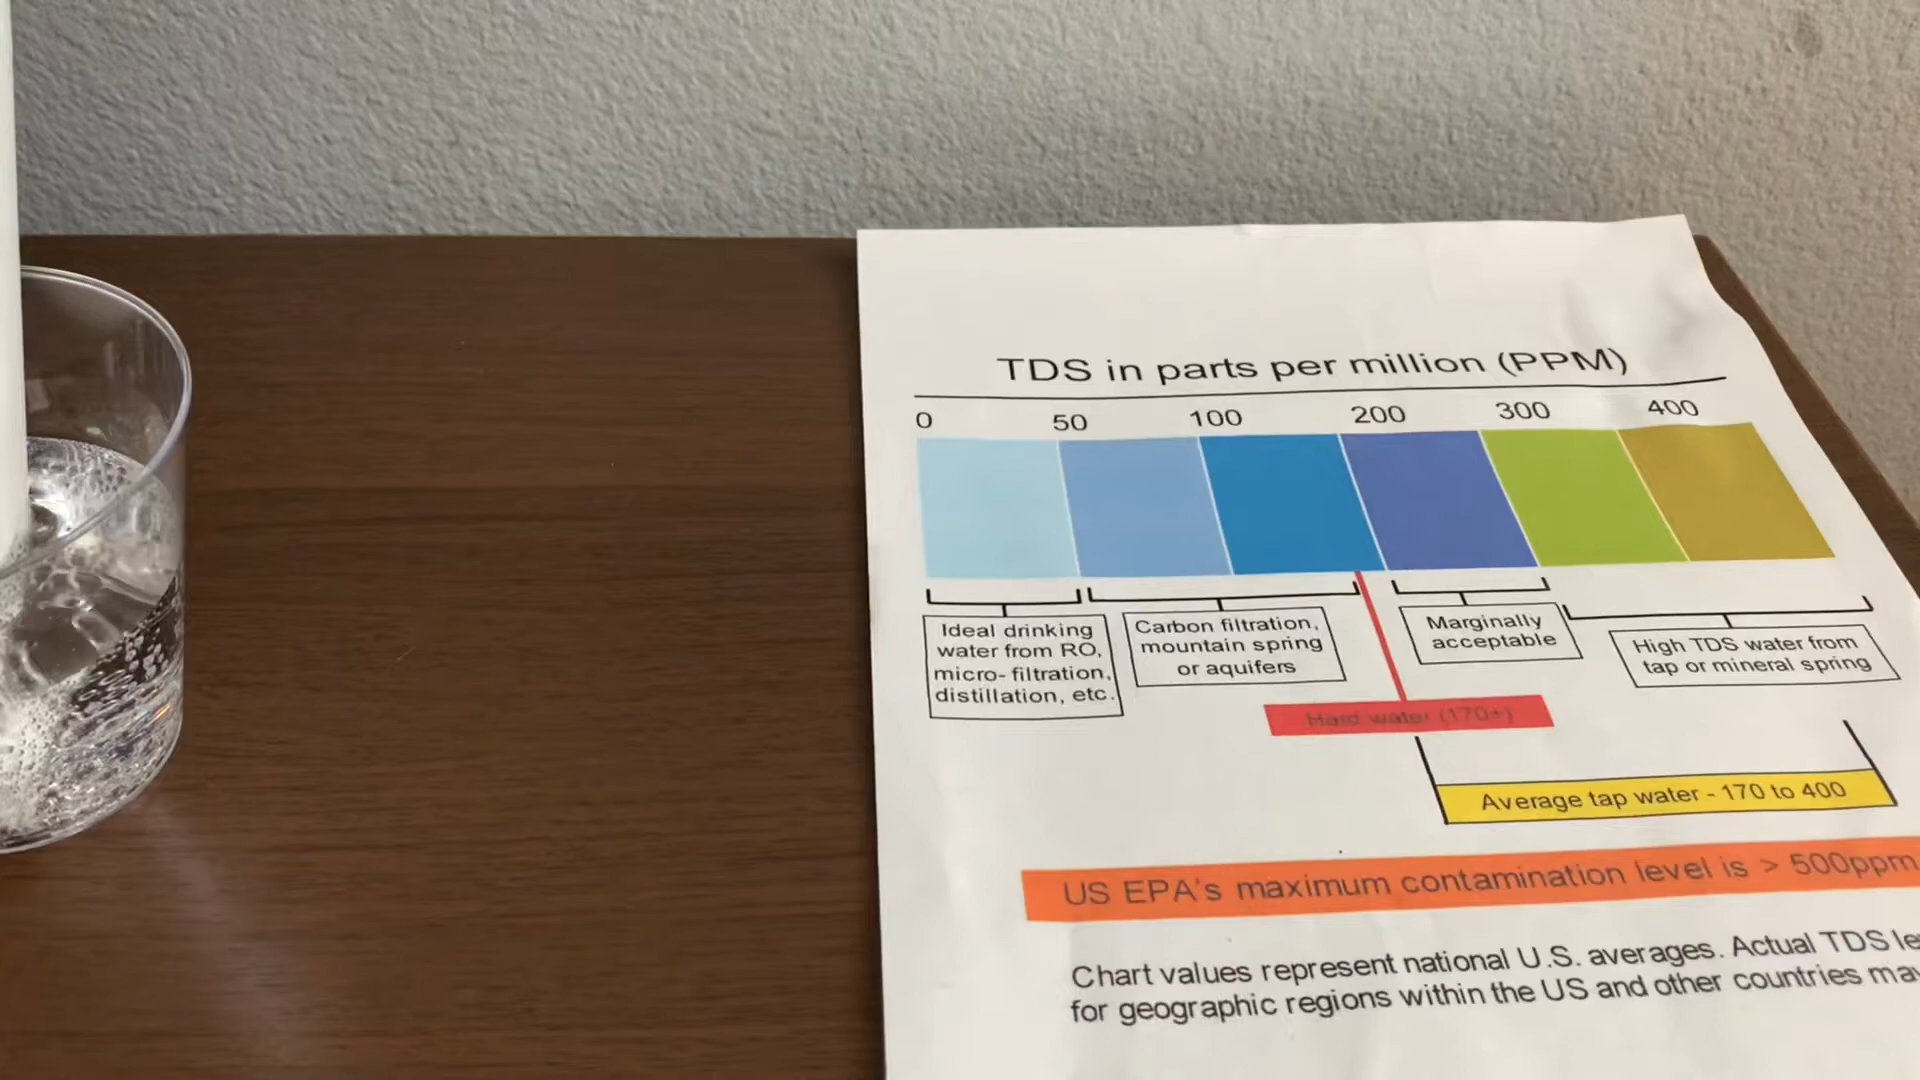 TDS in parts per million (PPM)
0 50 100 200 300 400
Ideal drinking
water from RO,
micro- filtration,
distillation, etc.
Carbon filtration,
mountain spring
or aquifers
Marginally
acceptable
High TDS water from
tap or mineral spring
Hard water (170+)
Average tap water - 170 to 400
US EPA's maximum contamination level is > 500ppm
Chart values represent national U.S. averages. Actual TDS
for geographic regions within the US and other countries